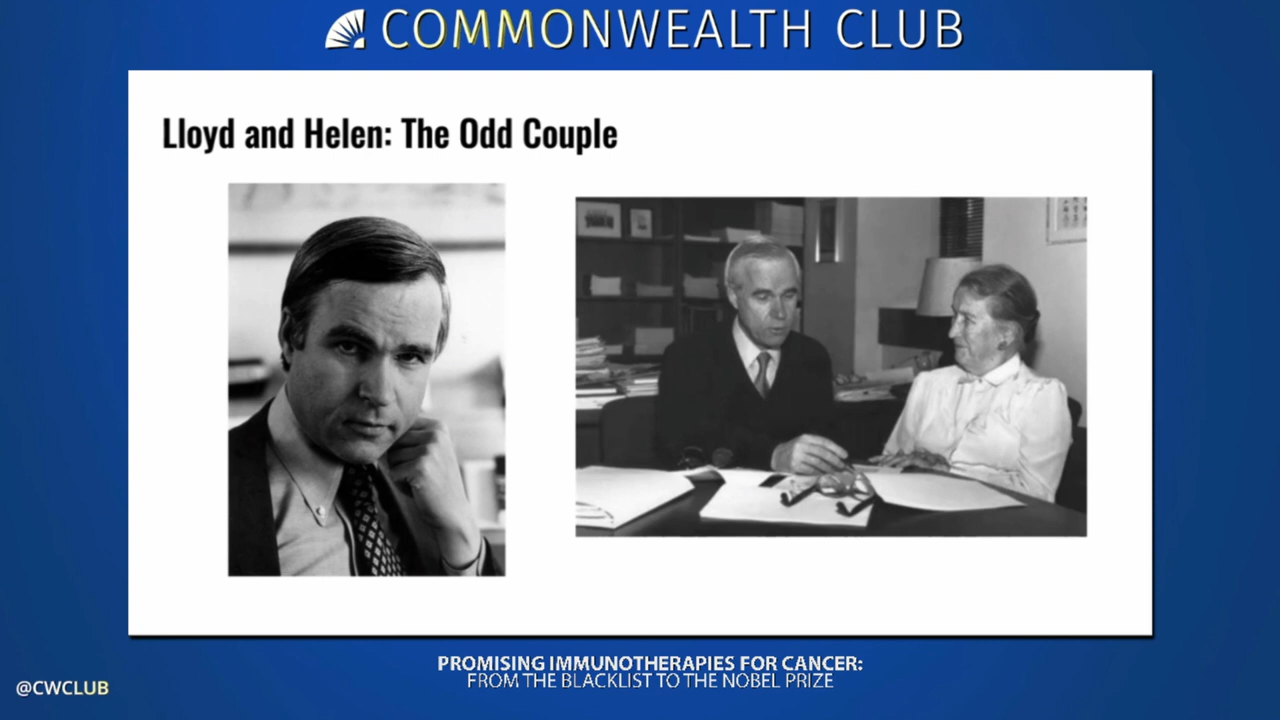 COMMONWEALTH CLUB
Lloyd and Helen: The Odd Couple
PROMISING IMMUNOTHERAPIES FOR CANCER:
FROM THE BLACKLIST TO THE NOBEL PRIZE
@CWCLUB